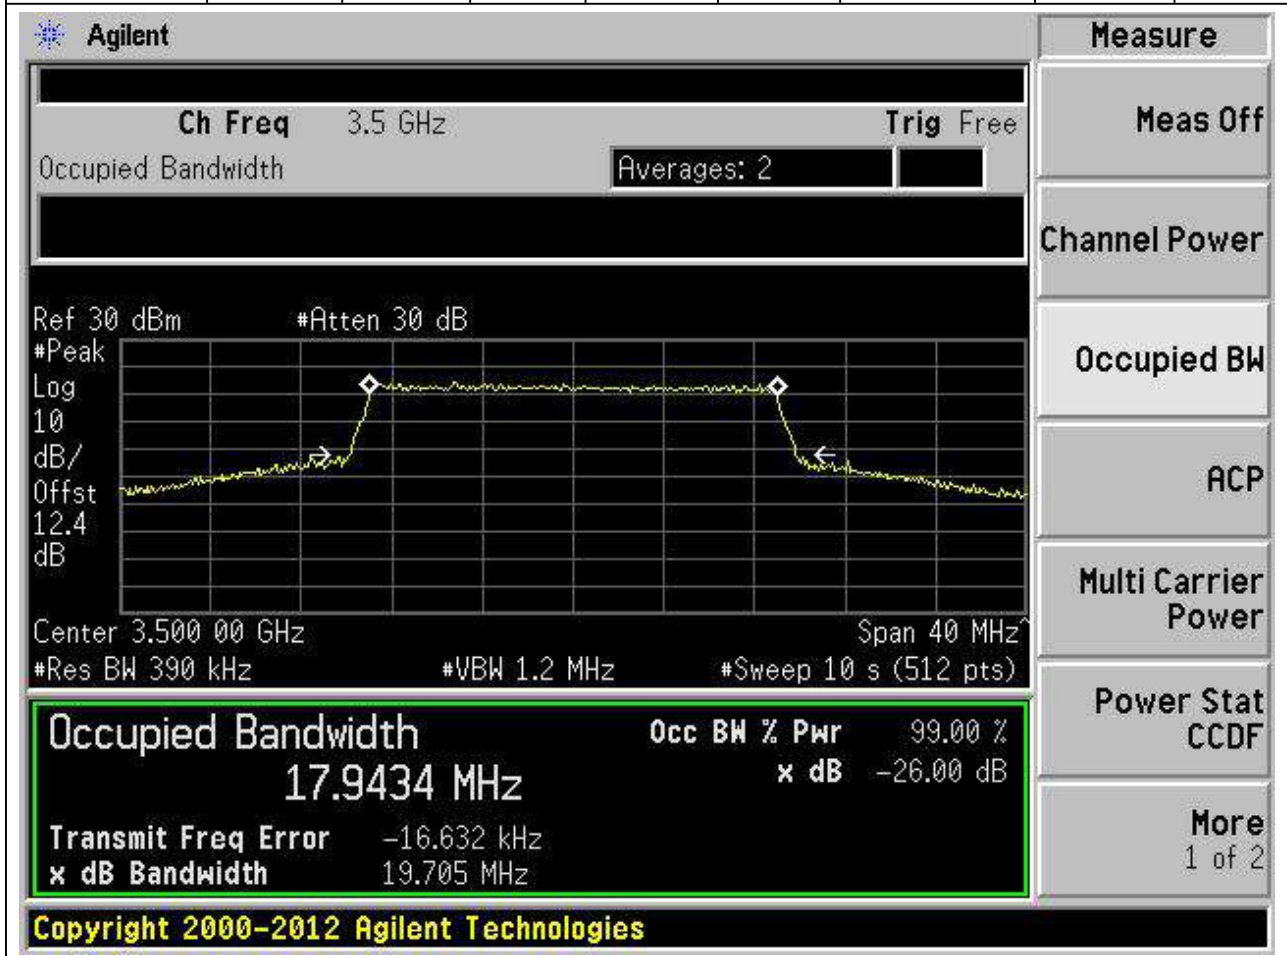 Agilent
Measure
Ch Freq 3.5 GHz Trig Free
Meas Off
Occupied Bandwidth Averages: 2
Channel Power
Ref 30 dBm #Atten 30 dB
#Peak
Log
10
dB/
Offst
12.4
dB
Occupied BW
ACP
Center 3.500 00 GHz Span 40 MHz^
#Res BW 390 kHz #VBW 1.2 MHz #Sweep 10 s (512 pts)
Multi Carrier
Power
Occupied Bandwidth Occ BW % Pwr 99.00 %
17.9434 MHz x dB -26.00 dB
Transmit Freq Error -16.632 kHz
x dB Bandwidth 19.705 MHz
Power Stat
CCDF
More
1 of 2
Copyright 2000-2012 Agilent Technologies